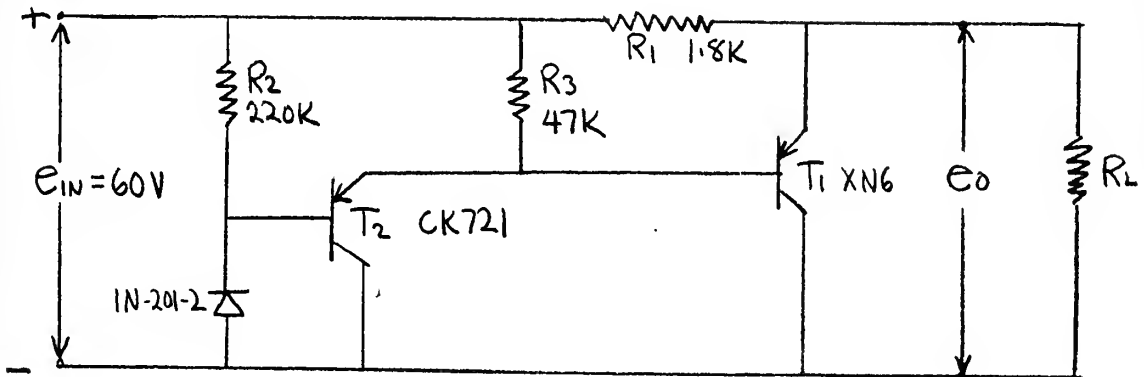 +
R1 1.8K
R2
220K
R3
47K
eIN = 60V
T2 CK721
T1 XN6
eo
RL
1N-201-2
-